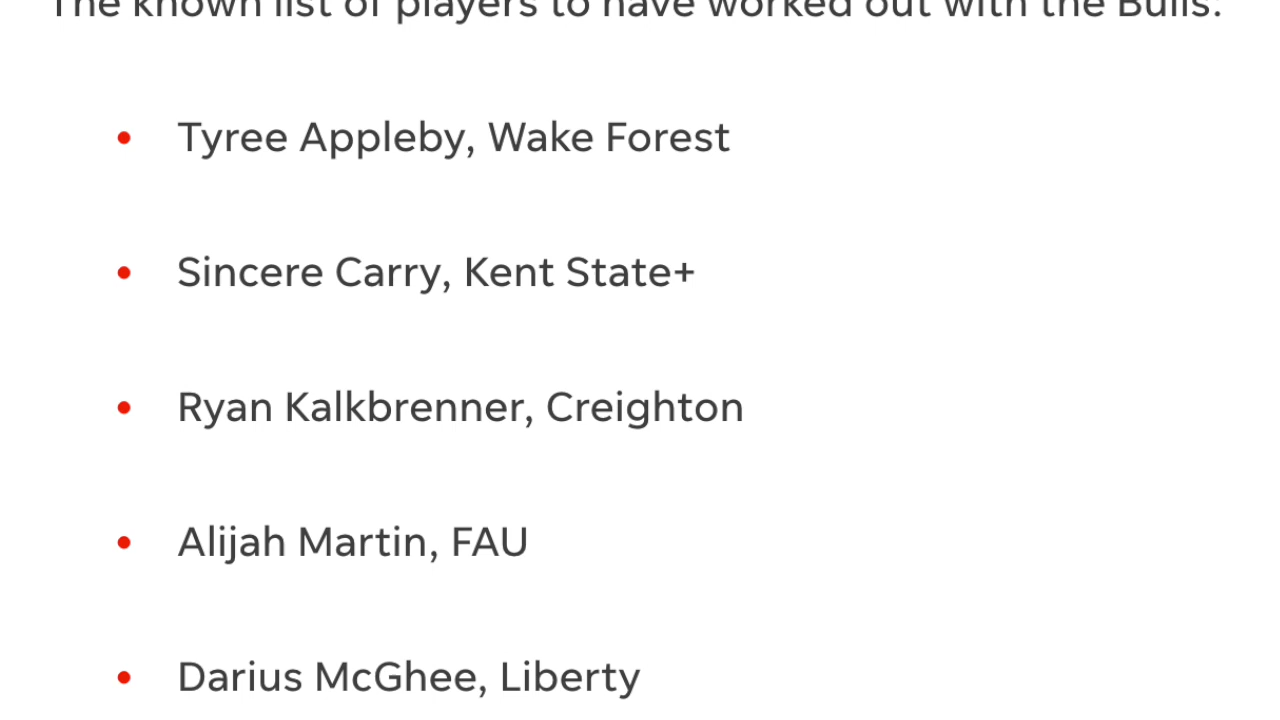 The known list of players to have worked out with the Bulls:
• Tyree Appleby, Wake Forest
• Sincere Carry, Kent State+
• Ryan Kalkbrenner, Creighton
• Alijah Martin, FAU
• Darius McGhee, Liberty